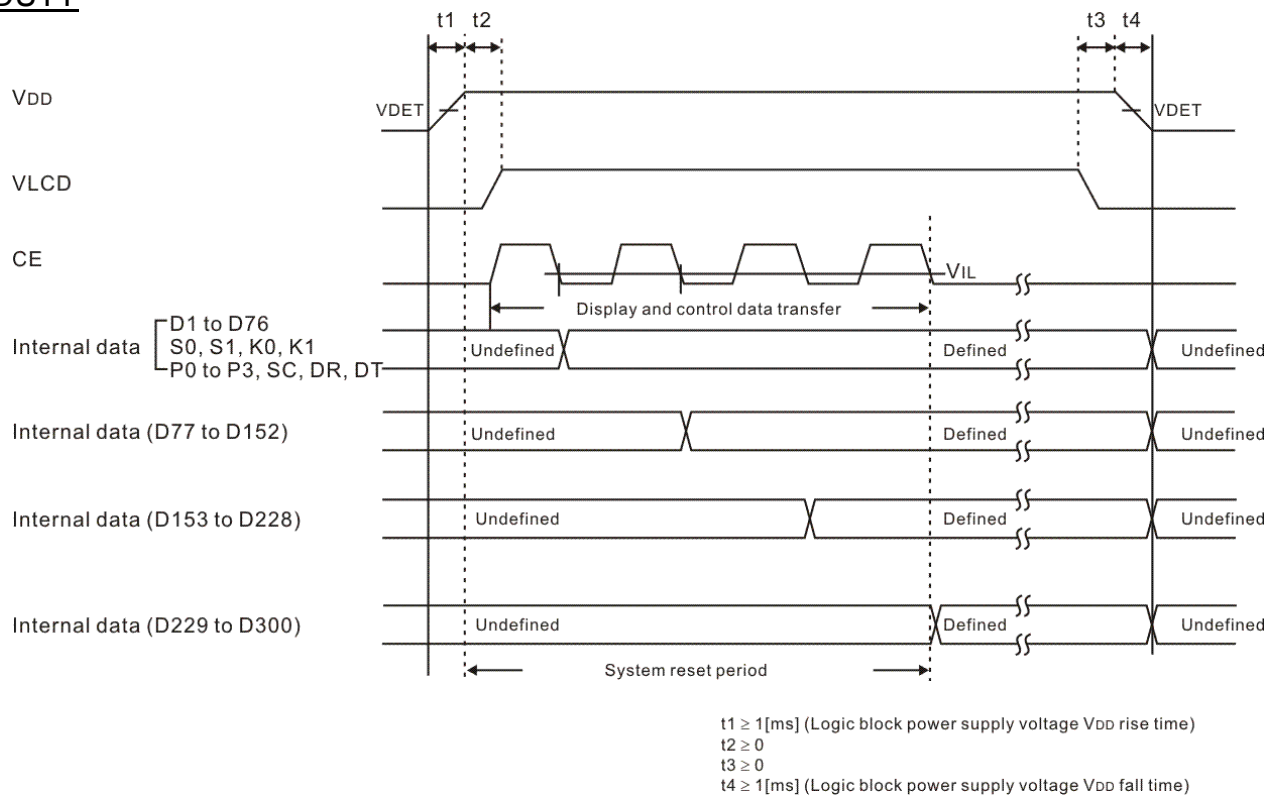 t1 t2 t3 t4
VDD
VDET VDET
VLCD
CE
VIL
Display and control data transfer
D1 to D76
Internal data S0, S1, K0, K1
P0 to P3, SC, DR, DT
Undefined Defined Undefined
Internal data (D77 to D152) Undefined Defined Undefined
Internal data (D153 to D228) Undefined Defined Undefined
Internal data (D229 to D300) Undefined Defined Undefined
System reset period
t1 ≥ 1[ms] (Logic block power supply voltage VDD rise time)
t2 ≥ 0
t3 ≥ 0
t4 ≥ 1[ms] (Logic block power supply voltage VDD fall time)